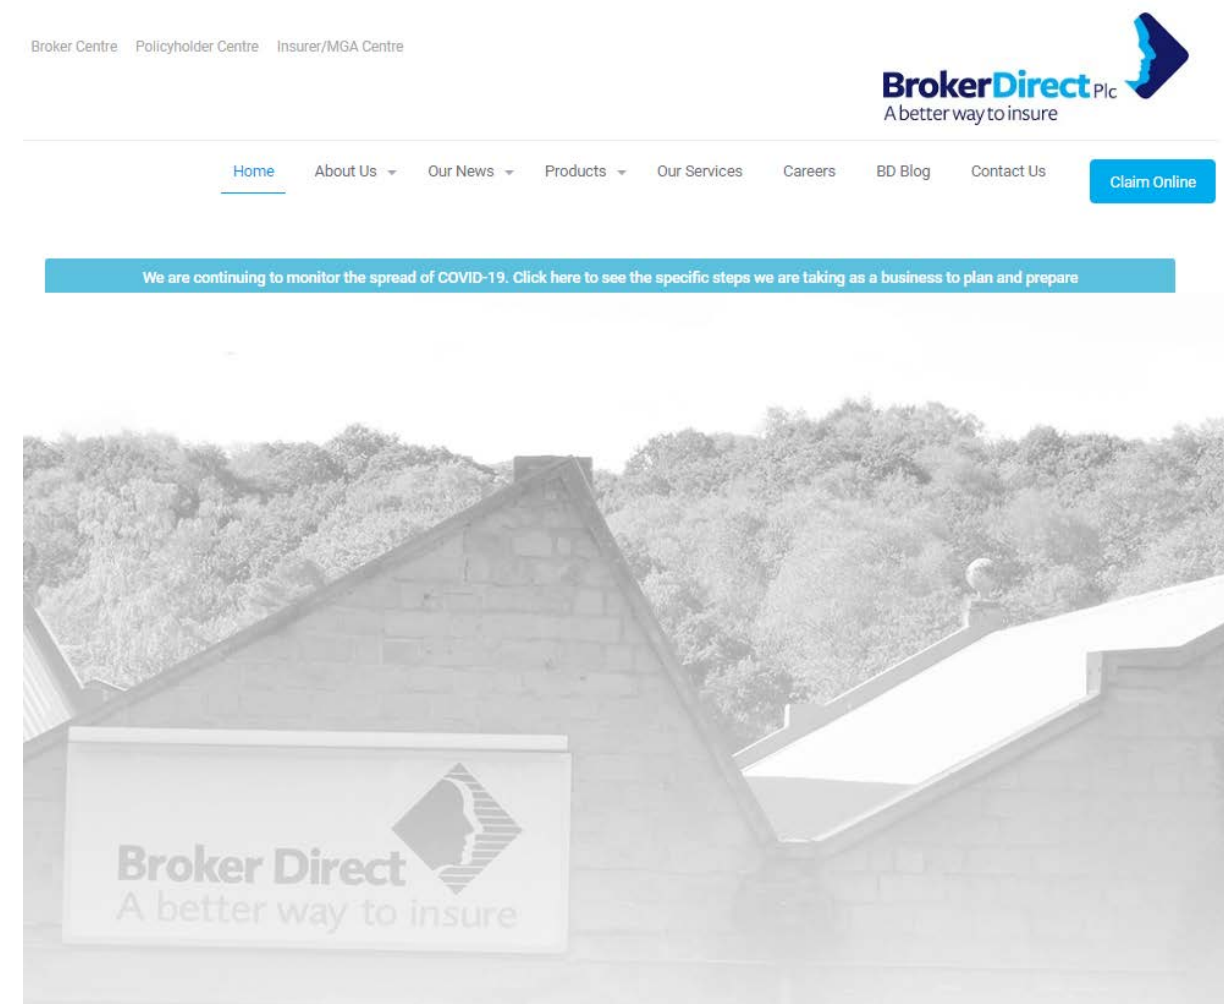 Broker Centre Policyholder Centre Insurer/MGA Centre
BrokerDirect Plc
A better way to insure
Home About Us Our News Products Our Services Careers BD Blog Contact Us Claim Online
We are continuing to monitor the spread of COVID-19. Click here to see the specific steps we are taking as a business to plan and prepare
Broker Direct
A better way to insure